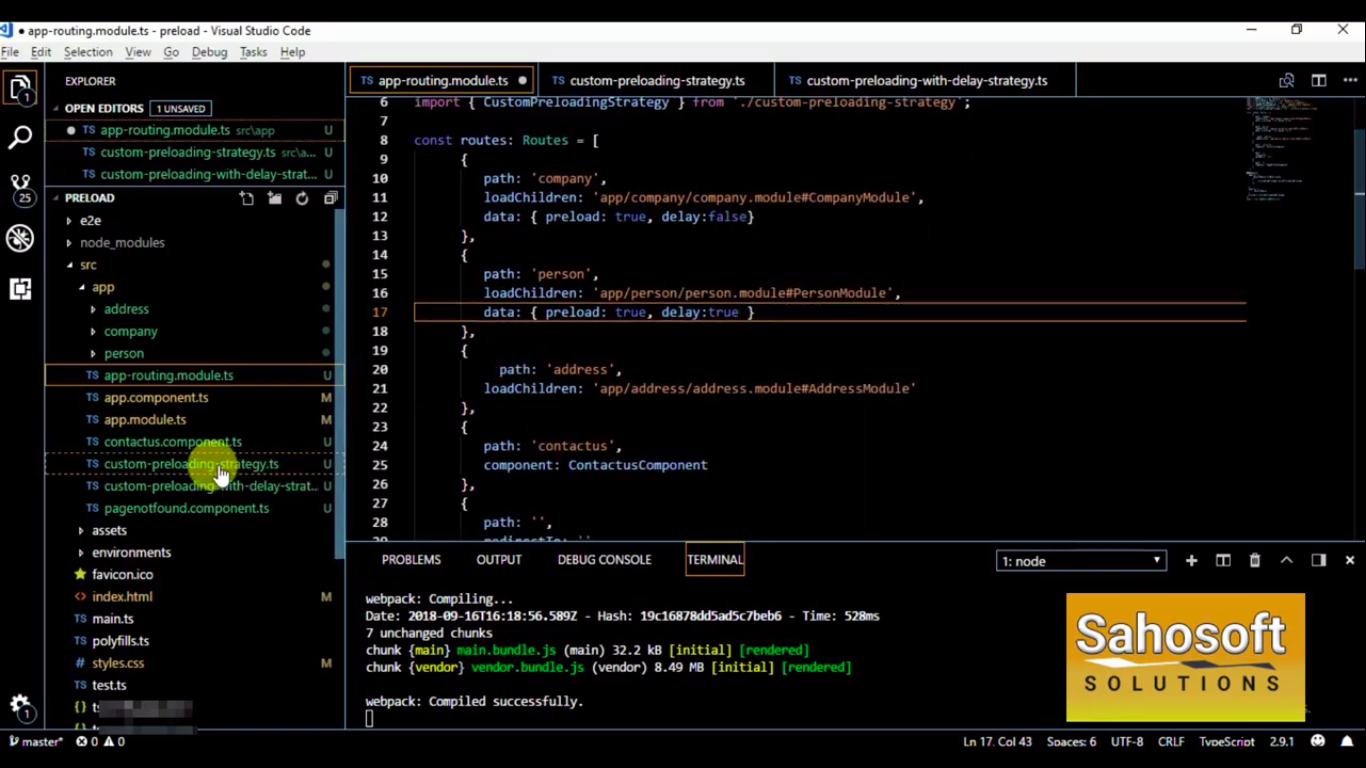 ● app-routing.module.ts - preload - Visual Studio Code
File Edit Selection View Go Debug Tasks Help
EXPLORER
OPEN EDITORS 1 UNSAVED
TS app-routing.module.ts src\app U
TS custom-preloading-strategy.ts src\a... U
TS custom-preloading-with-delay-strat... U
PRELOAD
e2e
node_modules
src
app
address
company
person
TS app-routing.module.ts U
TS app.component.ts M
TS app.module.ts M
TS contactus.component.ts U
TS custom-preloading-strategy.ts U
TS custom-preloading-with-delay-strat... U
TS pagenotfound.component.ts U
assets
environments
favicon.ico
<> index.html M
main.ts
polyfills.ts
# styles.css M
test.ts
1
25
1
TS app-routing.module.ts ●
TS custom-preloading-strategy.ts
TS custom-preloading-with-delay-strategy.ts
6 import { CustomPreloadingStrategy } from './custom-preloading-strategy';
7
8 const routes: Routes = [
9 {
10 path: 'company',
11 loadChildren: 'app/company/company.module#CompanyModule',
12 data: { preload: true, delay:false}
13 },
14 {
15 path: 'person',
16 loadChildren: 'app/person/person.module#PersonModule',
17 data: { preload: true, delay:true }
18 },
19 {
20 path: 'address',
21 loadChildren: 'app/address/address.module#AddressModule'
22 },
23 {
24 path: 'contactus',
25 component: ContactusComponent
26 },
27 {
28 path: '',
PROBLEMS OUTPUT DEBUG CONSOLE TERMINAL 1: node
webpack: Compiling...
Date: 2018-09-16T16:18:56.589Z - Hash: 19c16878dd5ad5c7beb6 - Time: 528ms
7 unchanged chunks
chunk {main} main.bundle.js (main) 32.2 kB [initial] [rendered]
chunk {vendor} vendor.bundle.js (vendor) 8.49 MB [initial] [rendered]
webpack: Compiled successfully.
Sahosoft
SOLUTIONS
master* 0 0 Ln 17, Col 43 Spaces: 6 UTF-8 CRLF TypeScript 2.9.1